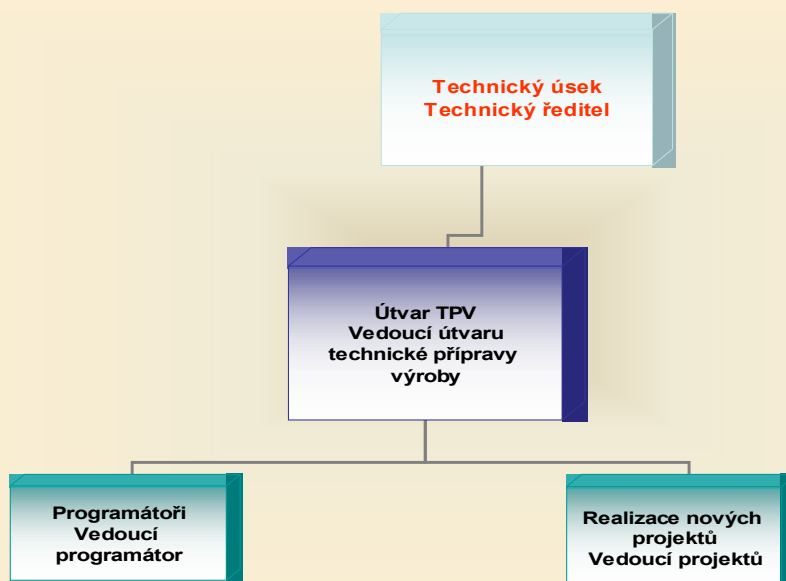 Technický úsek
Technický ředitel
Útvar TPV
Vedoucí útvaru
technické přípravy
výroby
Programátoři
Vedoucí
programátor
Realizace nových
projektů
Vedoucí projektů